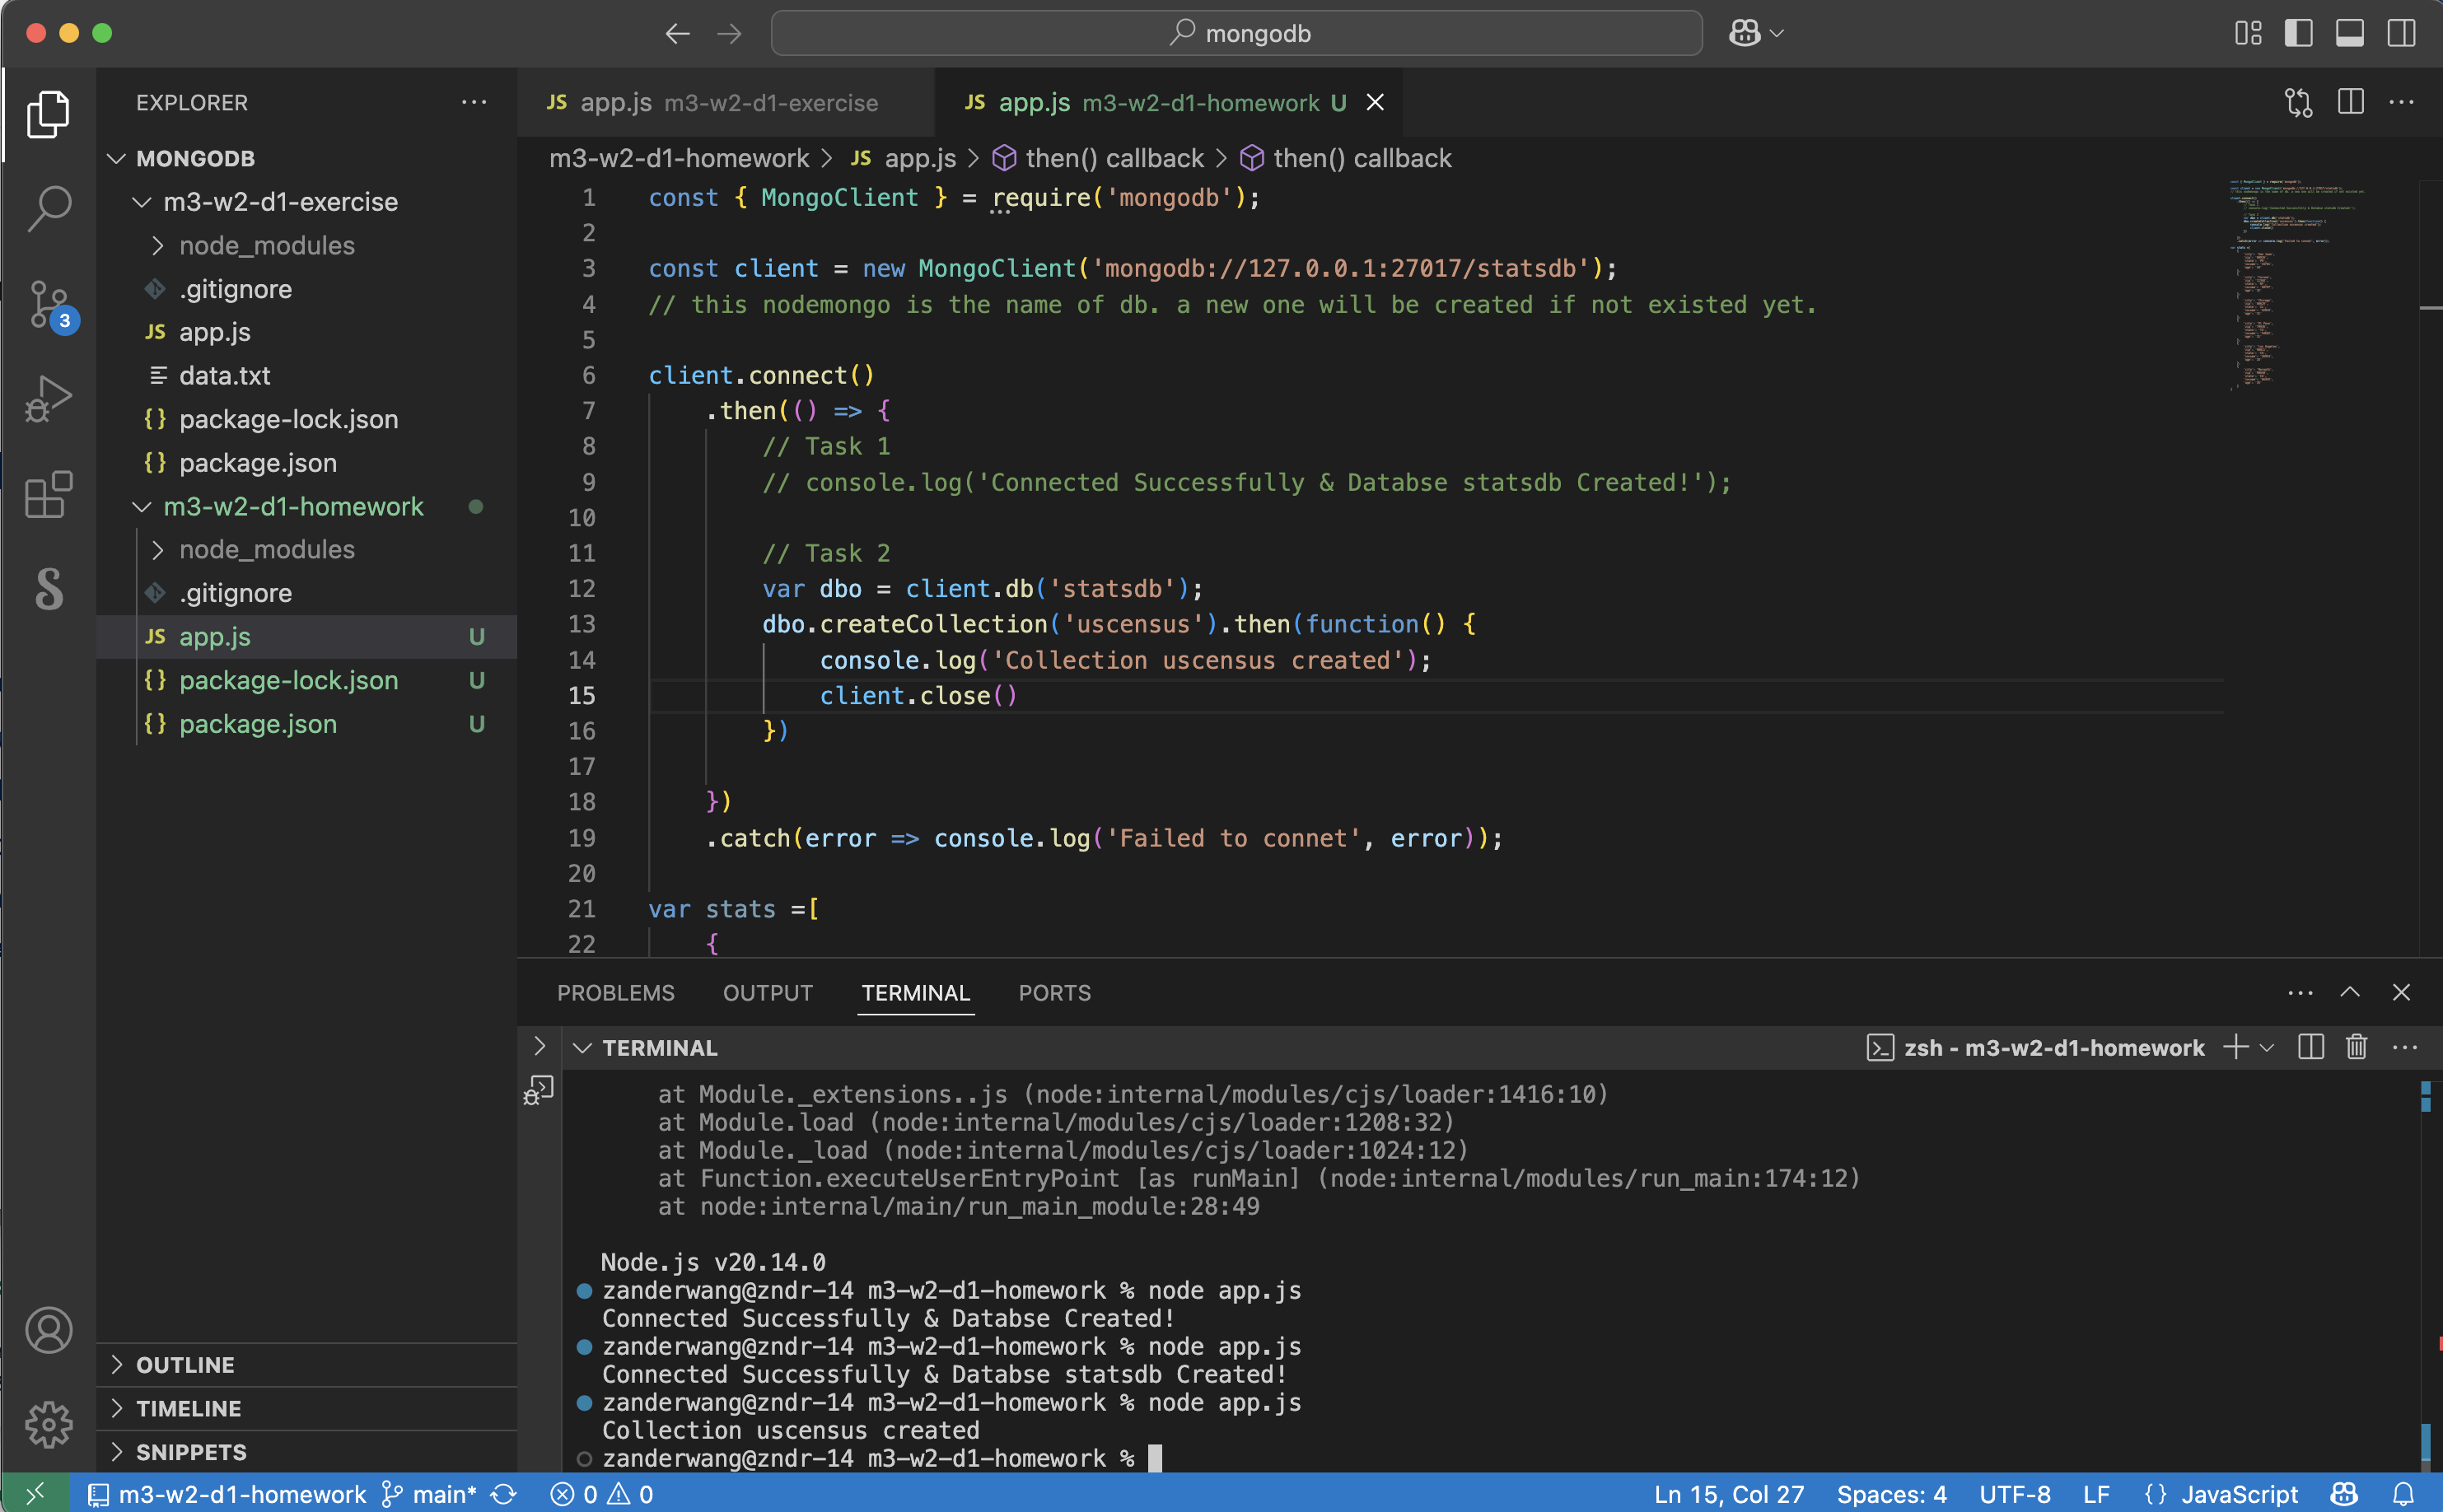 mongodb
EXPLORER
MONGODB
m3-w2-d1-exercise
node_modules
.gitignore
JS app.js
data.txt
{} package-lock.json
{} package.json
m3-w2-d1-homework
node_modules
.gitignore
JS app.js U
{} package-lock.json U
{} package.json U
OUTLINE
TIMELINE
SNIPPETS
3
JS app.js m3-w2-d1-exercise
JS app.js m3-w2-d1-homework U
m3-w2-d1-homework > JS app.js > then() callback > then() callback
1 const { MongoClient } = require('mongodb');
2
3 const client = new MongoClient('mongodb://127.0.0.1:27017/statsdb');
4 // this nodemongo is the name of db. a new one will be created if not existed yet.
5
6 client.connect()
7 .then(() => {
8 // Task 1
9 // console.log('Connected Successfully & Databse statsdb Created!');
10
11 // Task 2
12 var dbo = client.db('statsdb');
13 dbo.createCollection('uscensus').then(function() {
14 console.log('Collection uscensus created');
15 client.close()
16 })
17
18 })
19 .catch(error => console.log('Failed to connet', error));
20
21 var stats =[
22 {
PROBLEMS OUTPUT TERMINAL PORTS
TERMINAL
zsh - m3-w2-d1-homework
at Module._extensions..js (node:internal/modules/cjs/loader:1416:10)
at Module.load (node:internal/modules/cjs/loader:1208:32)
at Module._load (node:internal/modules/cjs/loader:1024:12)
at Function.executeUserEntryPoint [as runMain] (node:internal/modules/run_main:174:12)
at node:internal/main/run_main_module:28:49
Node.js v20.14.0
zanderwang@zndr-14 m3-w2-d1-homework % node app.js
Connected Successfully & Databse Created!
zanderwang@zndr-14 m3-w2-d1-homework % node app.js
Connected Successfully & Databse statsdb Created!
zanderwang@zndr-14 m3-w2-d1-homework % node app.js
Collection uscensus created
zanderwang@zndr-14 m3-w2-d1-homework %
m3-w2-d1-homework main* 0 0 Ln 15, Col 27 Spaces: 4 UTF-8 LF {} JavaScript